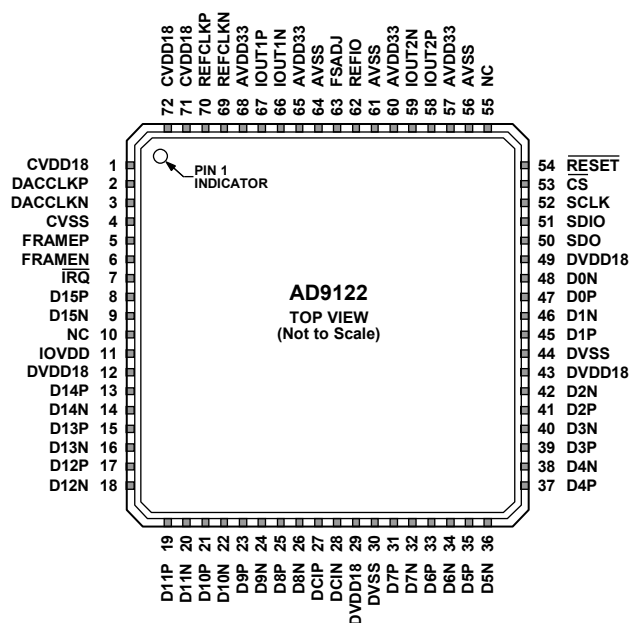 72 CVDD18
71 CVDD18
70 REFCLKP
69 REFCLKN
68 AVDD33
67 IOUT1P
66 IOUT1N
65 AVDD33
64 AVSS
63 FSADJ
62 REFIO
61 AVSS
60 AVDD33
59 IOUT2N
58 IOUT2P
57 AVDD33
56 AVSS
55 NC
CVDD18 1
DACCLKP 2
DACCLKN 3
CVSS 4
FRAMEP 5
FRAMEN 6
IRQ 7
D15P 8
D15N 9
NC 10
IOVDD 11
DVDD18 12
D14P 13
D14N 14
D13P 15
D13N 16
D12P 17
D12N 18
PIN 1
INDICATOR
AD9122
TOP VIEW
(Not to Scale)
54 RESET
53 CS
52 SCLK
51 SDIO
50 SDO
49 DVDD18
48 D0N
47 D0P
46 D1N
45 D1P
44 DVSS
43 DVDD18
42 D2N
41 D2P
40 D3N
39 D3P
38 D4N
37 D4P
D11P 19
D11N 20
D10P 21
D10N 22
D9P 23
D9N 24
D8P 25
D8N 26
DCIP 27
DCIN 28
DVDD18 29
DVSS 30
D7P 31
D7N 32
D6P 33
D6N 34
D5P 35
D5N 36